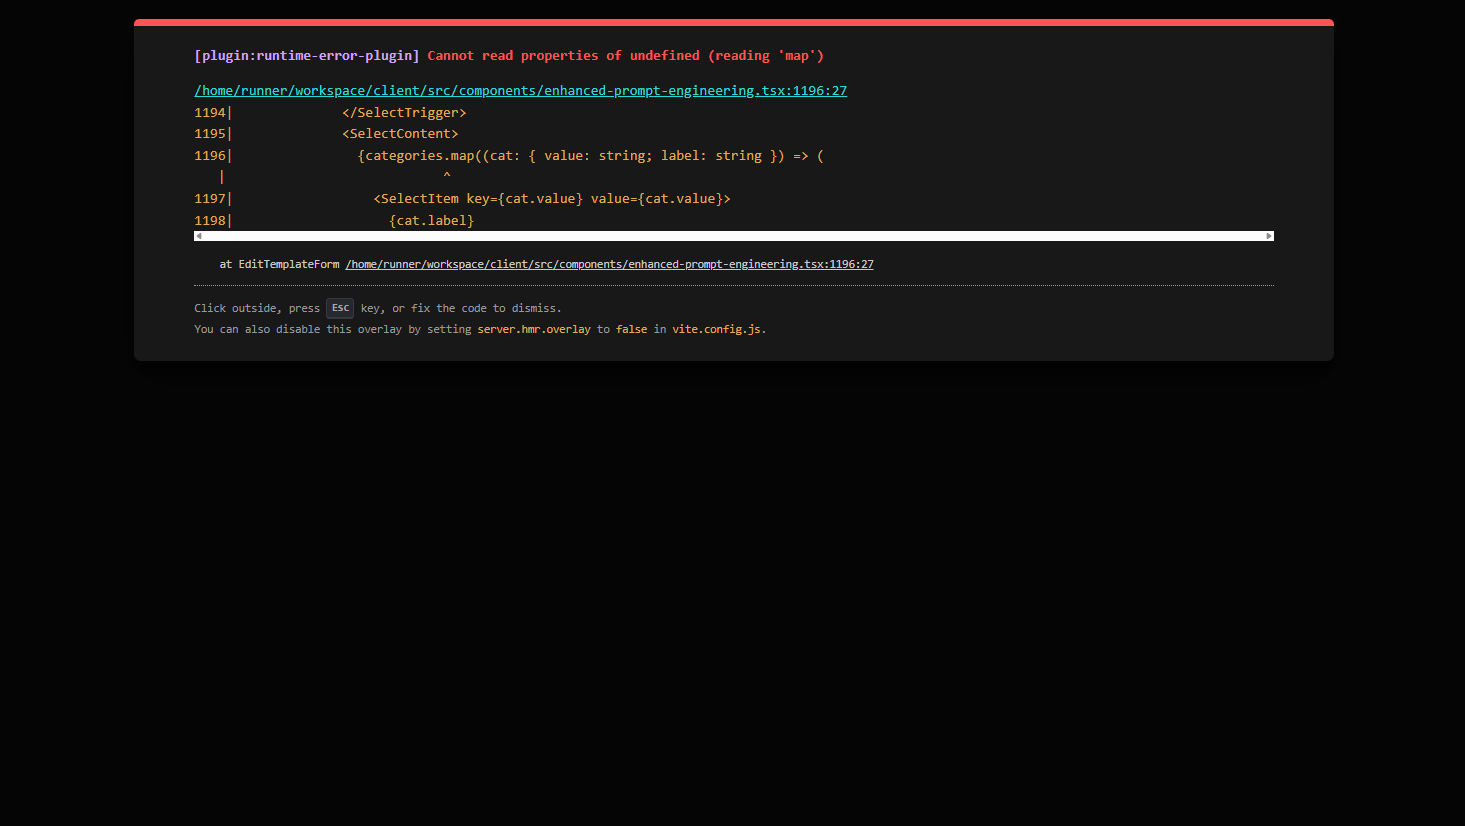 [plugin:runtime-error-plugin] Cannot read properties of undefined (reading 'map')
/home/runner/workspace/client/src/components/enhanced-prompt-engineering.tsx:1196:27
1194|              </SelectTrigger>
1195|              <SelectContent>
1196|                {categories.map((cat: { value: string; label: string }) => (
   |                            ^
1197|                  <SelectItem key={cat.value} value={cat.value}>
1198|                    {cat.label}
at EditTemplateForm /home/runner/workspace/client/src/components/enhanced-prompt-engineering.tsx:1196:27
Click outside, press Esc key, or fix the code to dismiss.
You can also disable this overlay by setting server.hmr.overlay to false in vite.config.js.